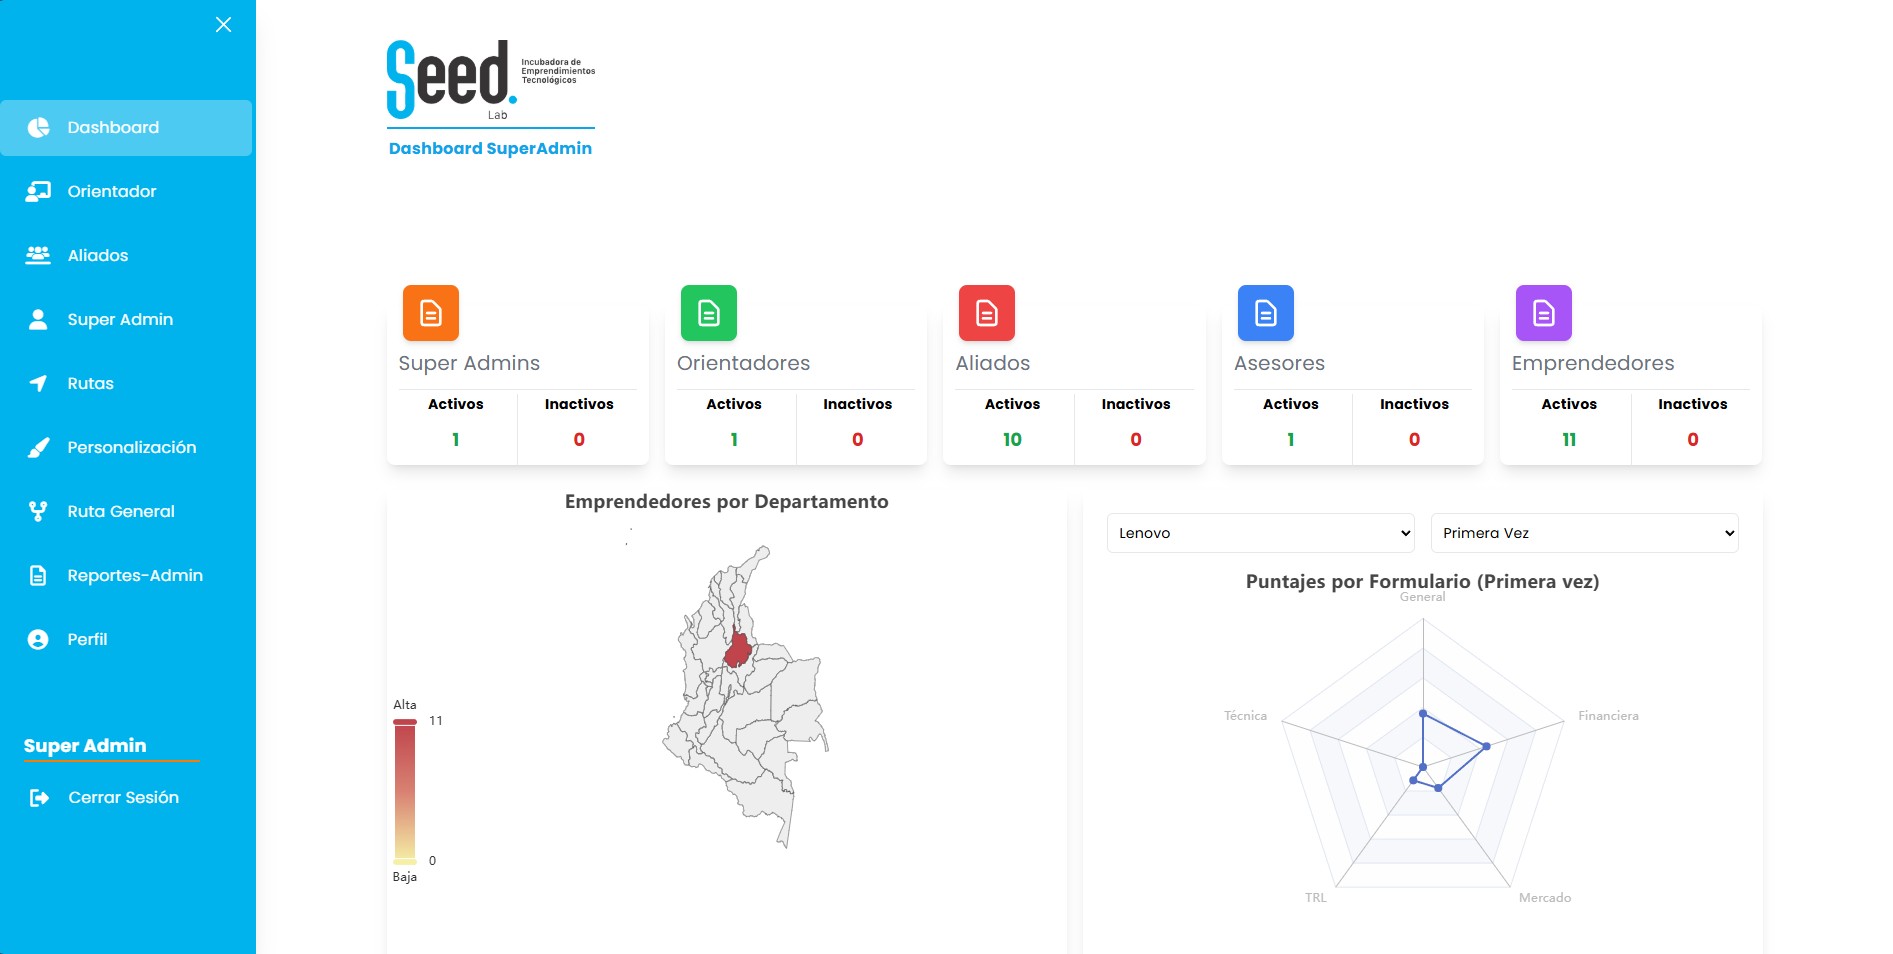 Dashboard
Orientador
Aliados
Super Admin
Rutas
Personalización
Ruta General
Reportes-Admin
Perfil
Super Admin
Cerrar Sesión
Seed.
Incubadora de
Emprendimientos
Tecnológicos
Lab
Dashboard SuperAdmin
Super Admins
Activos Inactivos
1 0
Orientadores
Activos Inactivos
1 0
Aliados
Activos Inactivos
10 0
Asesores
Activos Inactivos
1 0
Emprendedores
Activos Inactivos
11 0
Emprendedores por Departamento
Alta
11
0
Baja
Lenovo
Primera Vez
Puntajes por Formulario (Primera vez)
General
Técnica
Financiera
TRL
Mercado